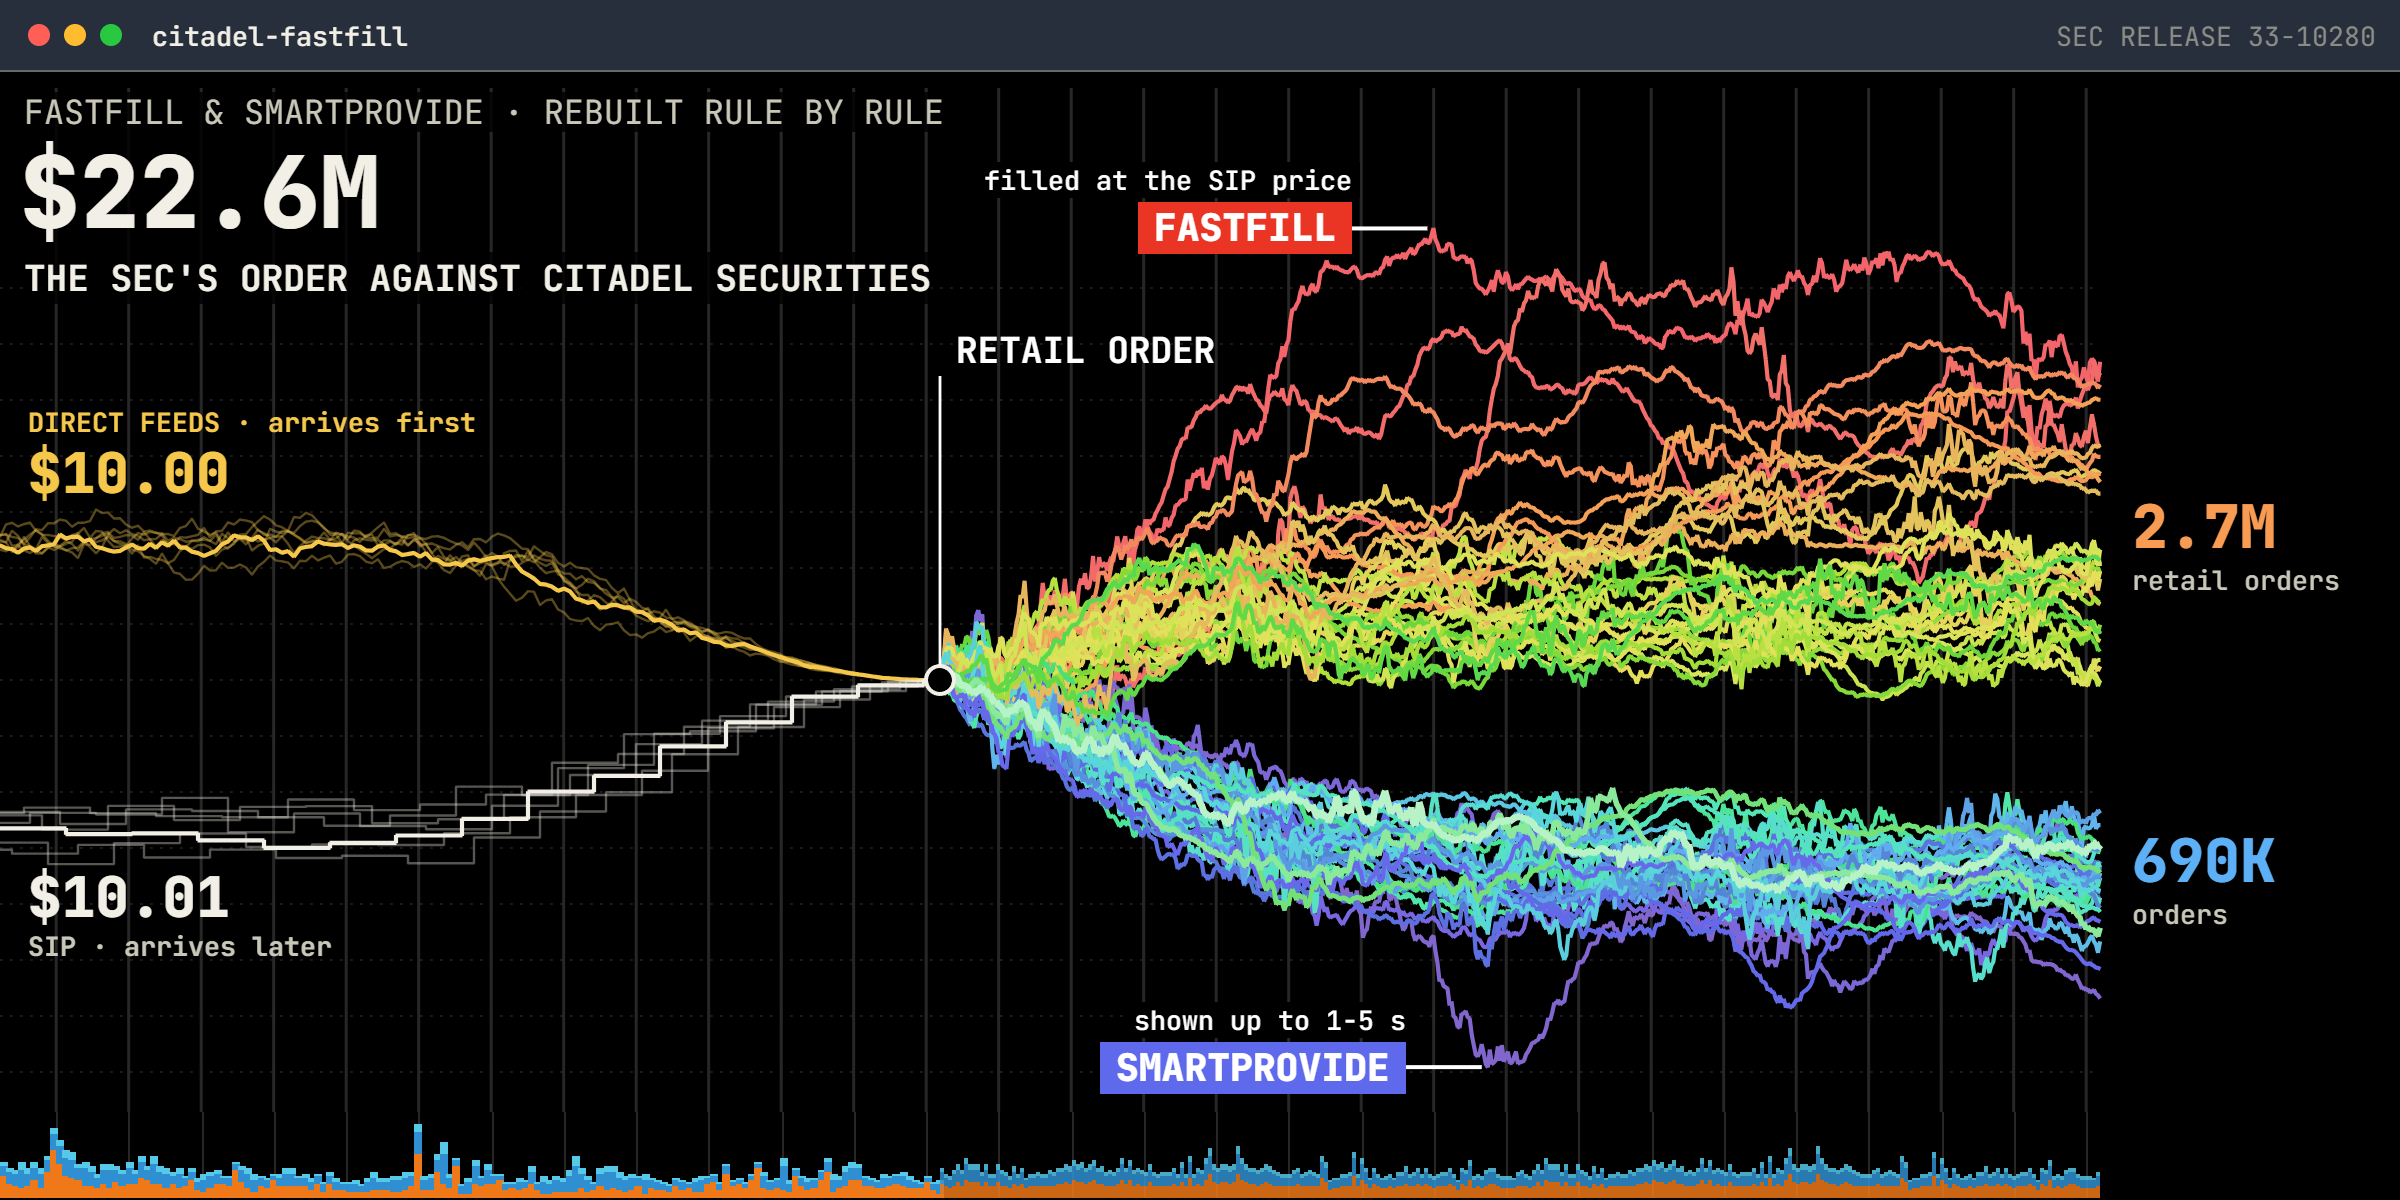 citadel-fastfill
SEC RELEASE 33-10280
FASTFILL & SMARTPROVIDE · REBUILT RULE BY RULE
$22.6M
THE SEC'S ORDER AGAINST CITADEL SECURITIES
filled at the SIP price
FASTFILL
RETAIL ORDER
DIRECT FEEDS · arrives first
$10.00
2.7M
retail orders
690K
orders
$10.01
SIP · arrives later
shown up to 1-5 s
SMARTPROVIDE